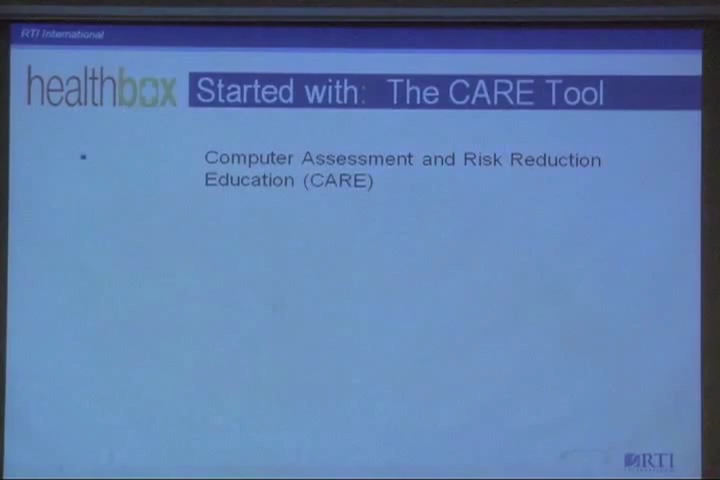 RTI International
healthbox
Started with: The CARE Tool
Computer Assessment and Risk Reduction
Education (CARE)
RTI